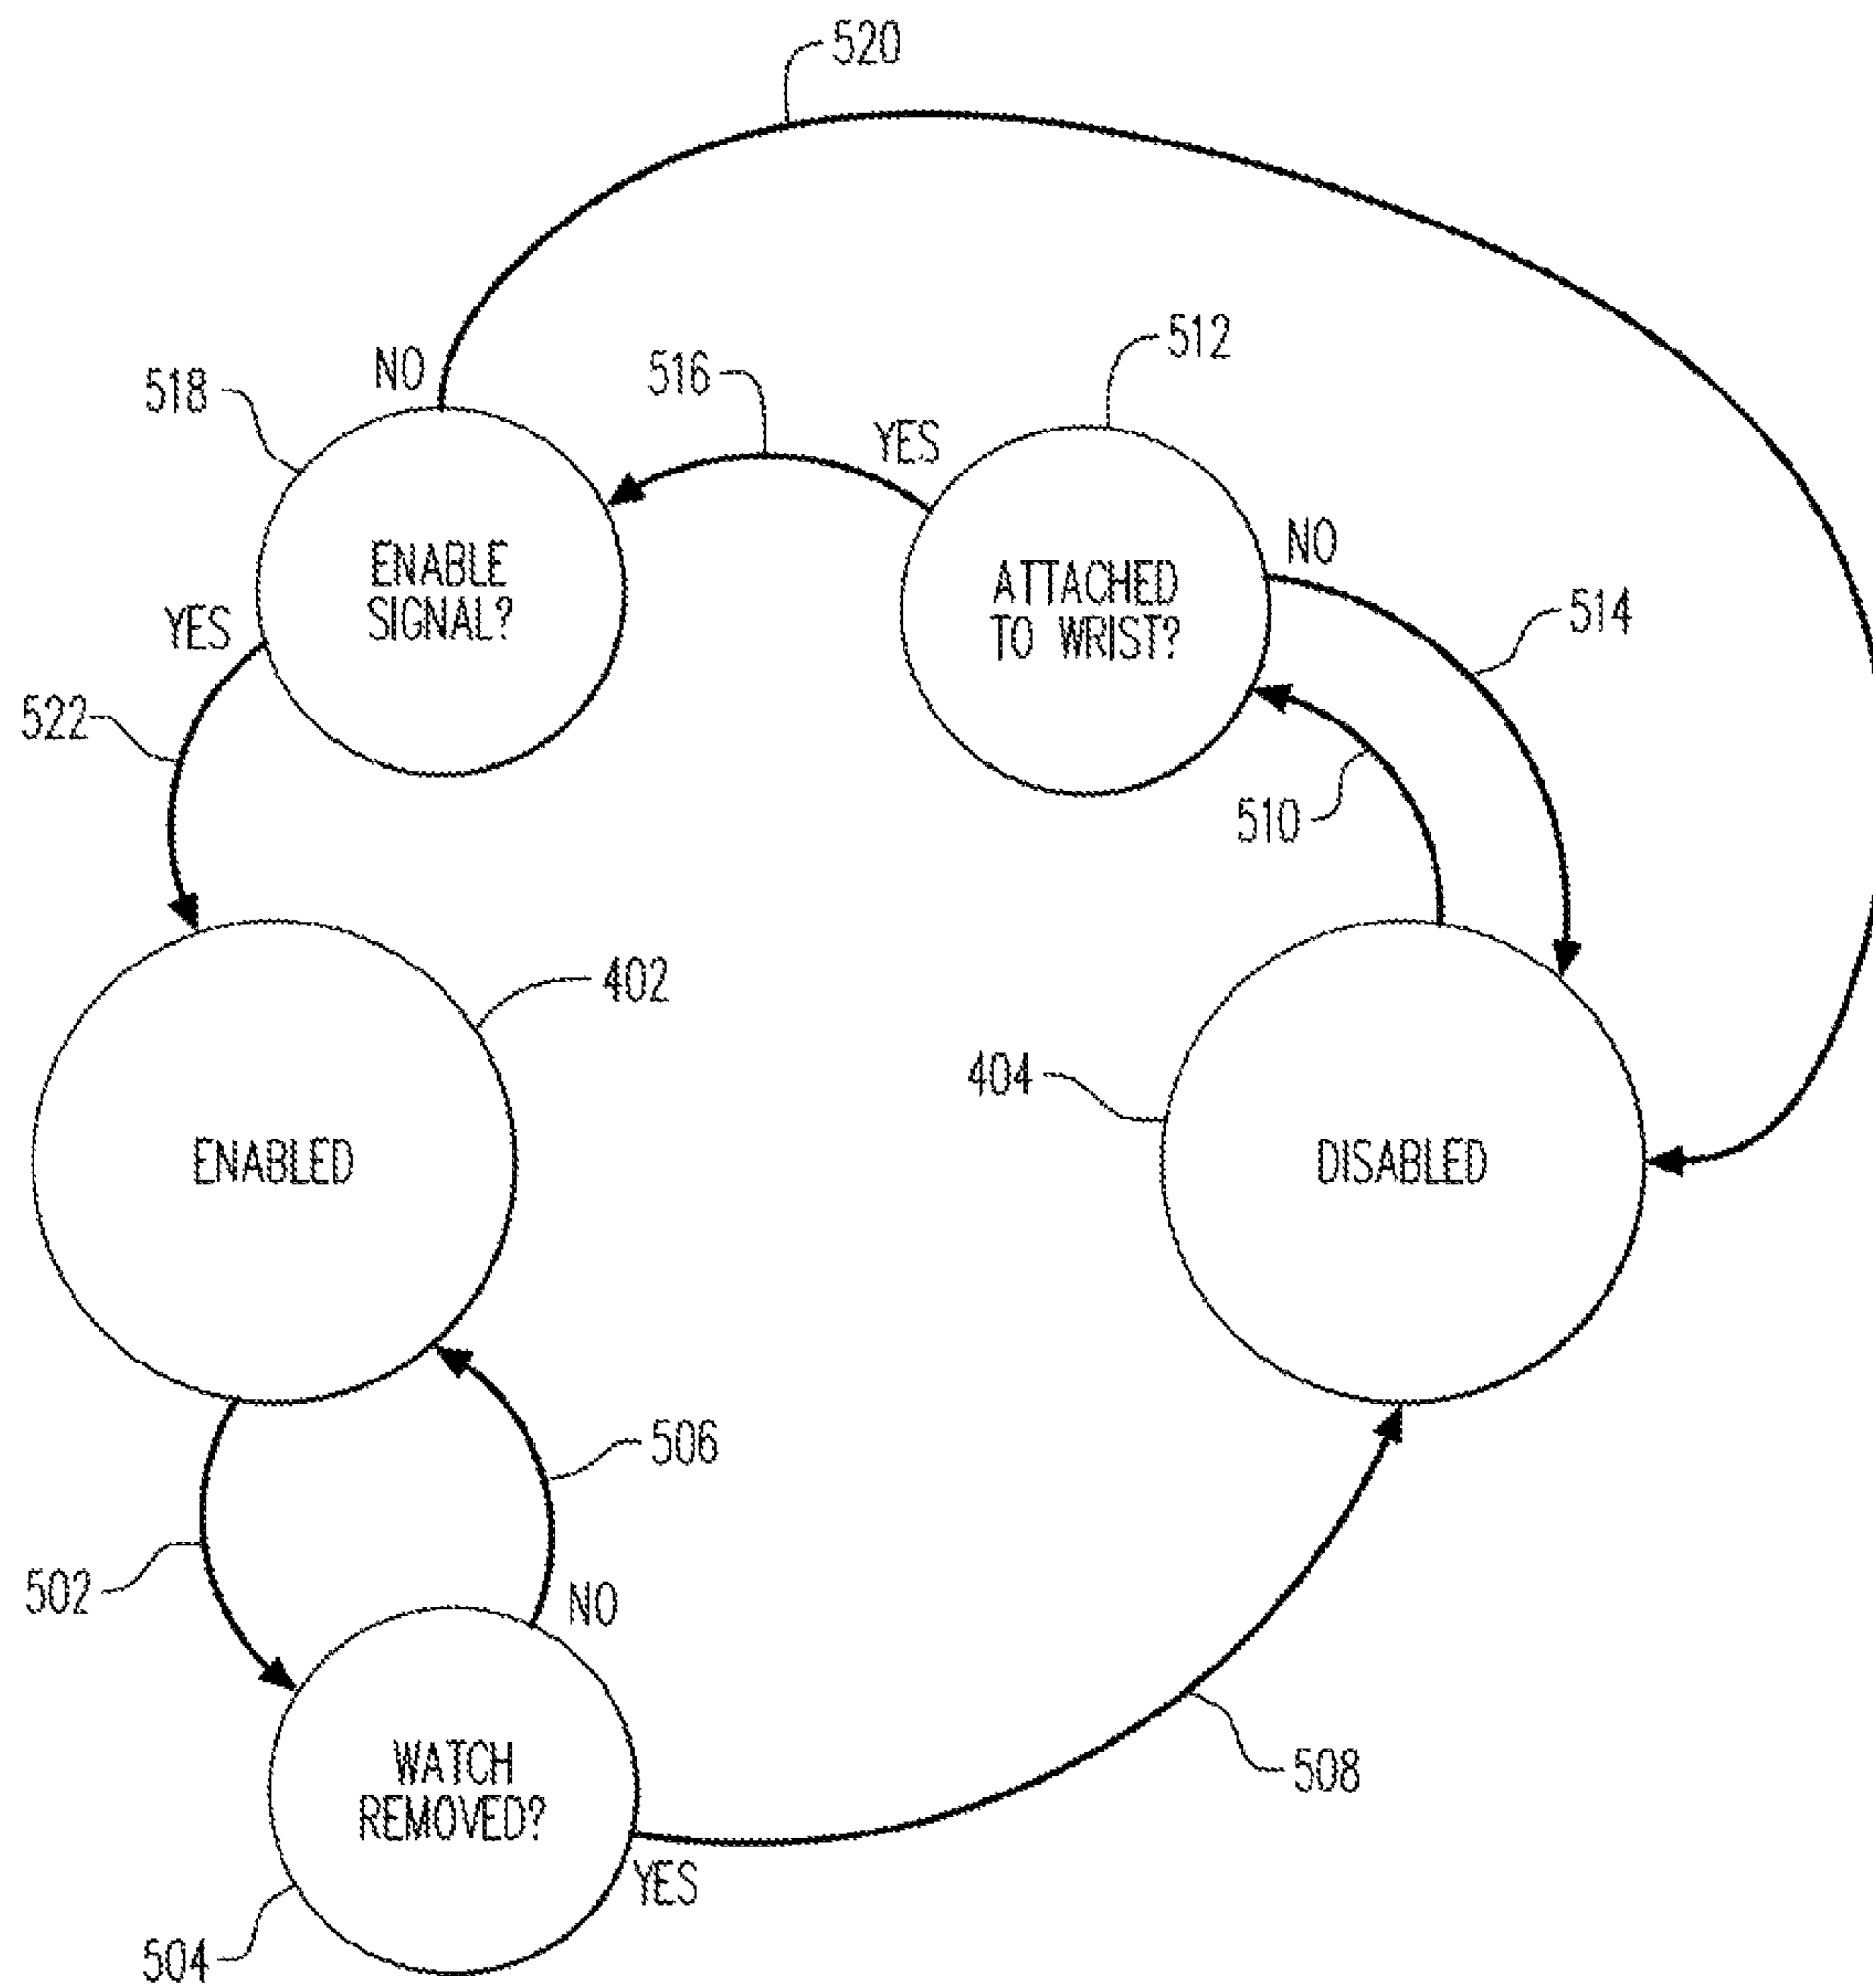 520
512
516
NO
518
YES
NO
ENABLE
SIGNAL?
ATTACHED
TO WRIST?
514
YES
522
510
402
404
ENABLED
DISABLED
506
502
NO
WATCH
REMOVED?
508
YES
504